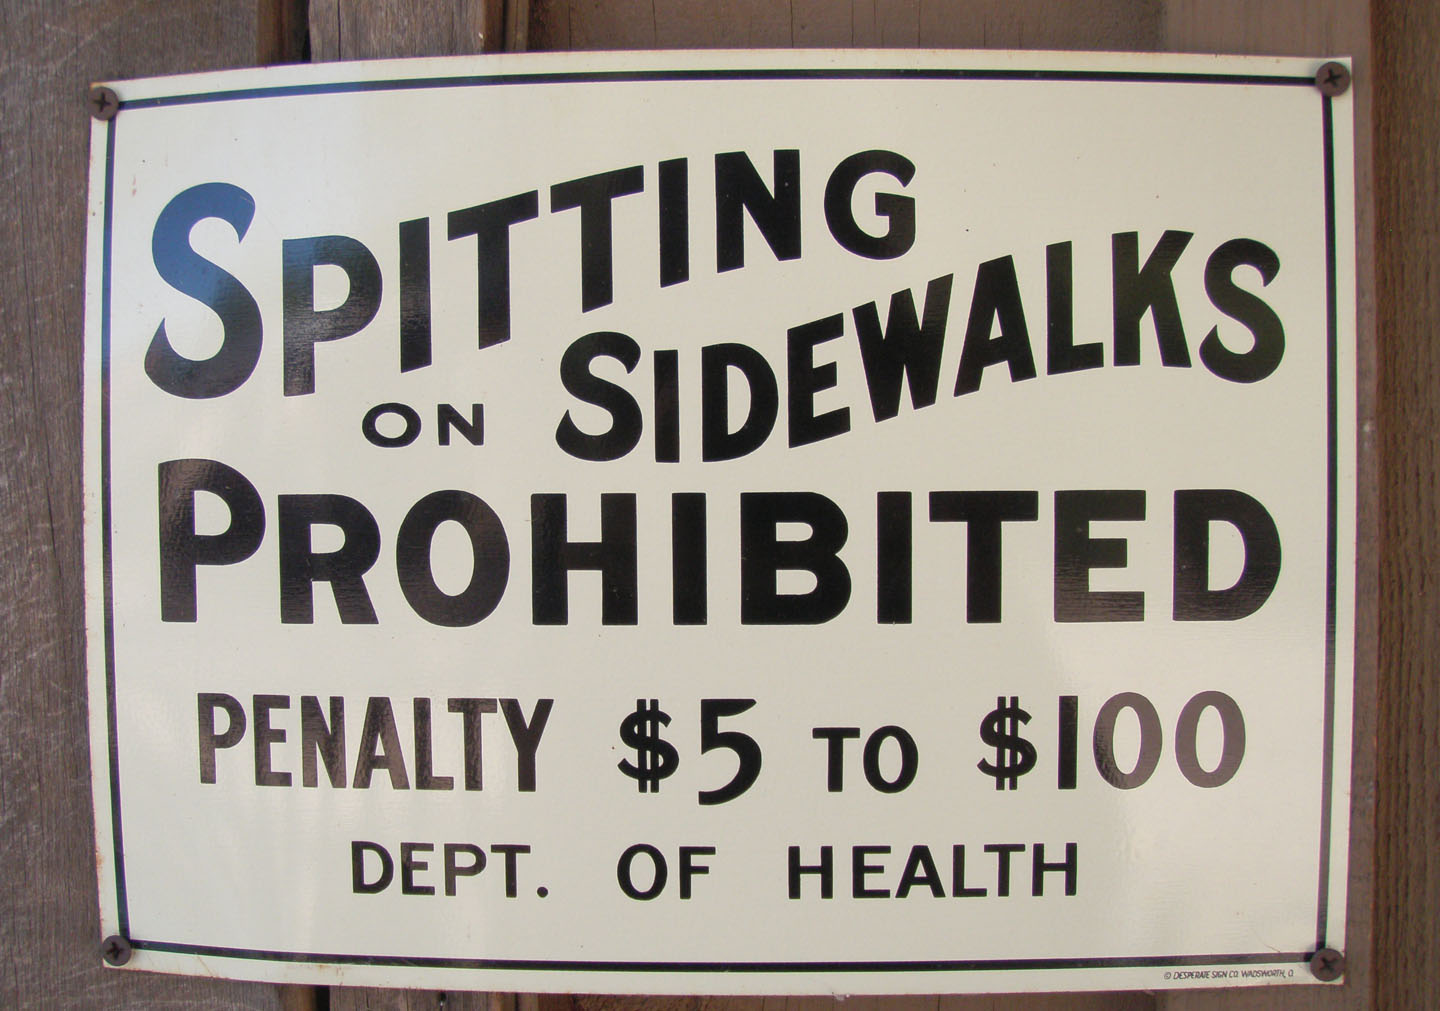 SPITTING
ON SIDEWALKS
PROHIBITED
PENALTY $5 TO $100
DEPT. OF HEALTH
© DESPERATE SIGN CO. WADSWORTH, O.